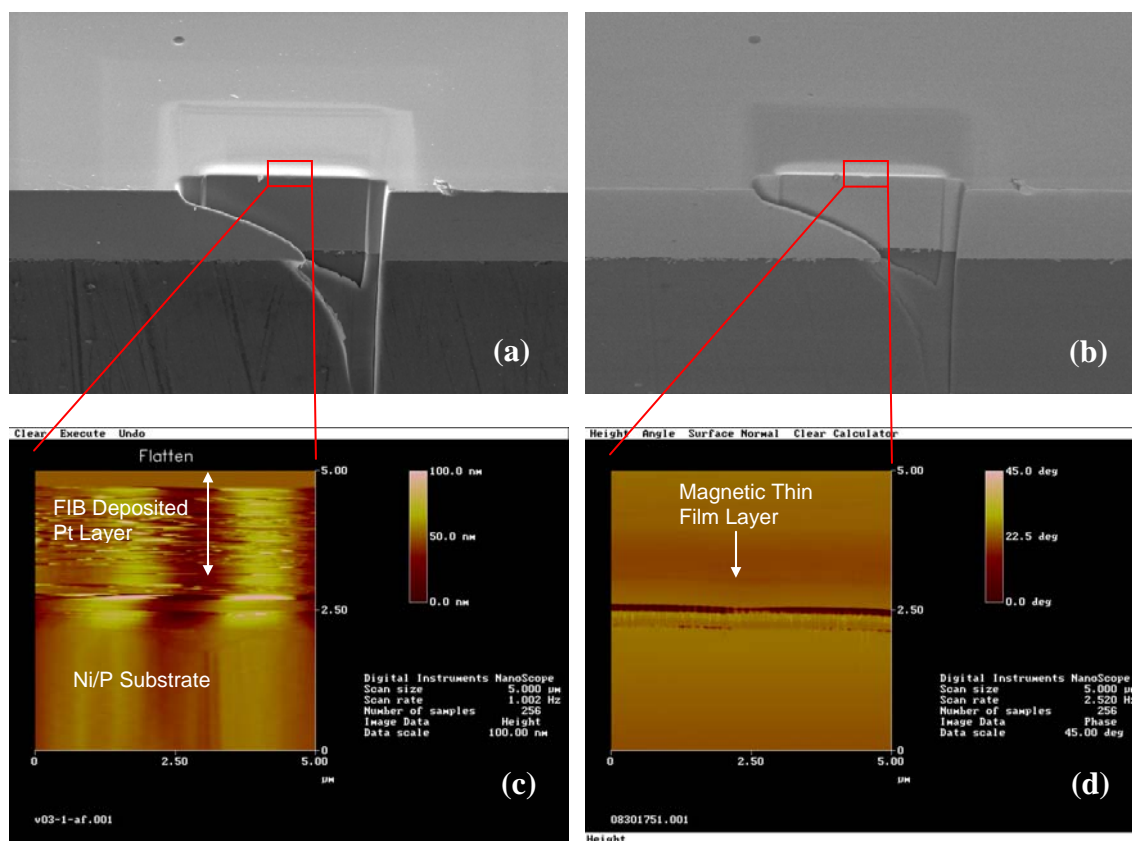 (a)
(b)
Clear Execute Undo
Flatten
FIB Deposited
Pt Layer
Ni/P Substrate
5.00
2.50
0
0
2.50
5.00
μM
100.0 nm
50.0 nm
0.0 nm
Digital Instruments NanoScope
Scan size 5.000 μm
Scan rate 1.002 Hz
Number of samples 256
Image Data Height
Data scale 100.00 nm
v03-1-af.001
(c)
Height Angle Surface Normal Clear Calculator
Magnetic Thin
Film Layer
5.00
2.50
0
0
2.50
5.00
μM
45.0 deg
22.5 deg
0.0 deg
Digital Instruments NanoScope
Scan size 5.000 μm
Scan rate 2.520 Hz
Number of samples 256
Image Data Phase
Data scale 45.00 deg
08301751.001
(d)
Height